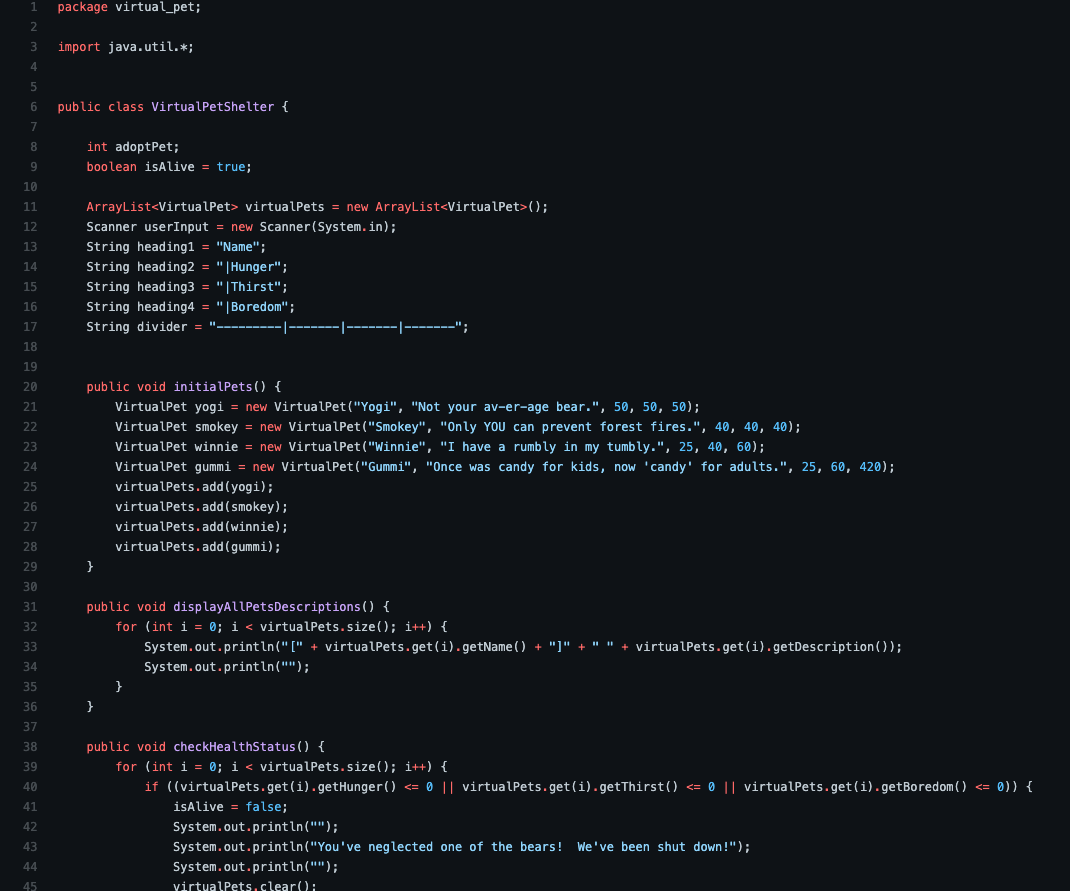 1 package virtual_pet;
2
3 import java.util.*;
4
5
6 public class VirtualPetShelter {
7
8     int adoptPet;
9     boolean isAlive = true;
10
11     ArrayList<VirtualPet> virtualPets = new ArrayList<VirtualPet>();
12     Scanner userInput = new Scanner(System.in);
13     String heading1 = "Name";
14     String heading2 = "|Hunger";
15     String heading3 = "|Thirst";
16     String heading4 = "|Boredom";
17     String divider = "---------|-------|-------|-------";
18
19
20     public void initialPets() {
21         VirtualPet yogi = new VirtualPet("Yogi", "Not your av-er-age bear.", 50, 50, 50);
22         VirtualPet smokey = new VirtualPet("Smokey", "Only YOU can prevent forest fires.", 40, 40, 40);
23         VirtualPet winnie = new VirtualPet("Winnie", "I have a rumbly in my tumbly.", 25, 40, 60);
24         VirtualPet gummi = new VirtualPet("Gummi", "Once was candy for kids, now 'candy' for adults.", 25, 60, 420);
25         virtualPets.add(yogi);
26         virtualPets.add(smokey);
27         virtualPets.add(winnie);
28         virtualPets.add(gummi);
29     }
30
31     public void displayAllPetsDescriptions() {
32         for (int i = 0; i < virtualPets.size(); i++) {
33             System.out.println("[" + virtualPets.get(i).getName() + "]" + " " + virtualPets.get(i).getDescription());
34             System.out.println("");
35         }
36     }
37
38     public void checkHealthStatus() {
39         for (int i = 0; i < virtualPets.size(); i++) {
40             if ((virtualPets.get(i).getHunger() <= 0 || virtualPets.get(i).getThirst() <= 0 || virtualPets.get(i).getBoredom() <= 0)) {
41                 isAlive = false;
42                 System.out.println("");
43                 System.out.println("You've neglected one of the bears!  We've been shut down!");
44                 System.out.println("");
45                 virtualPets.clear();